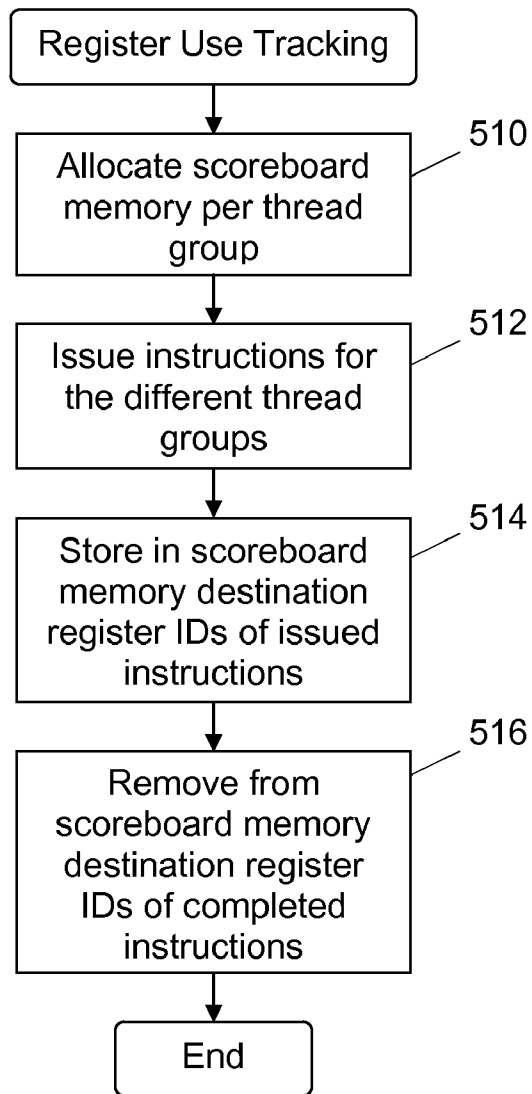 Register Use Tracking
510
Allocate scoreboard
memory per thread
group
512
Issue instructions for
the different thread
groups
514
Store in scoreboard
memory destination
register IDs of issued
instructions
516
Remove from
scoreboard memory
destination register
IDs of completed
instructions
End